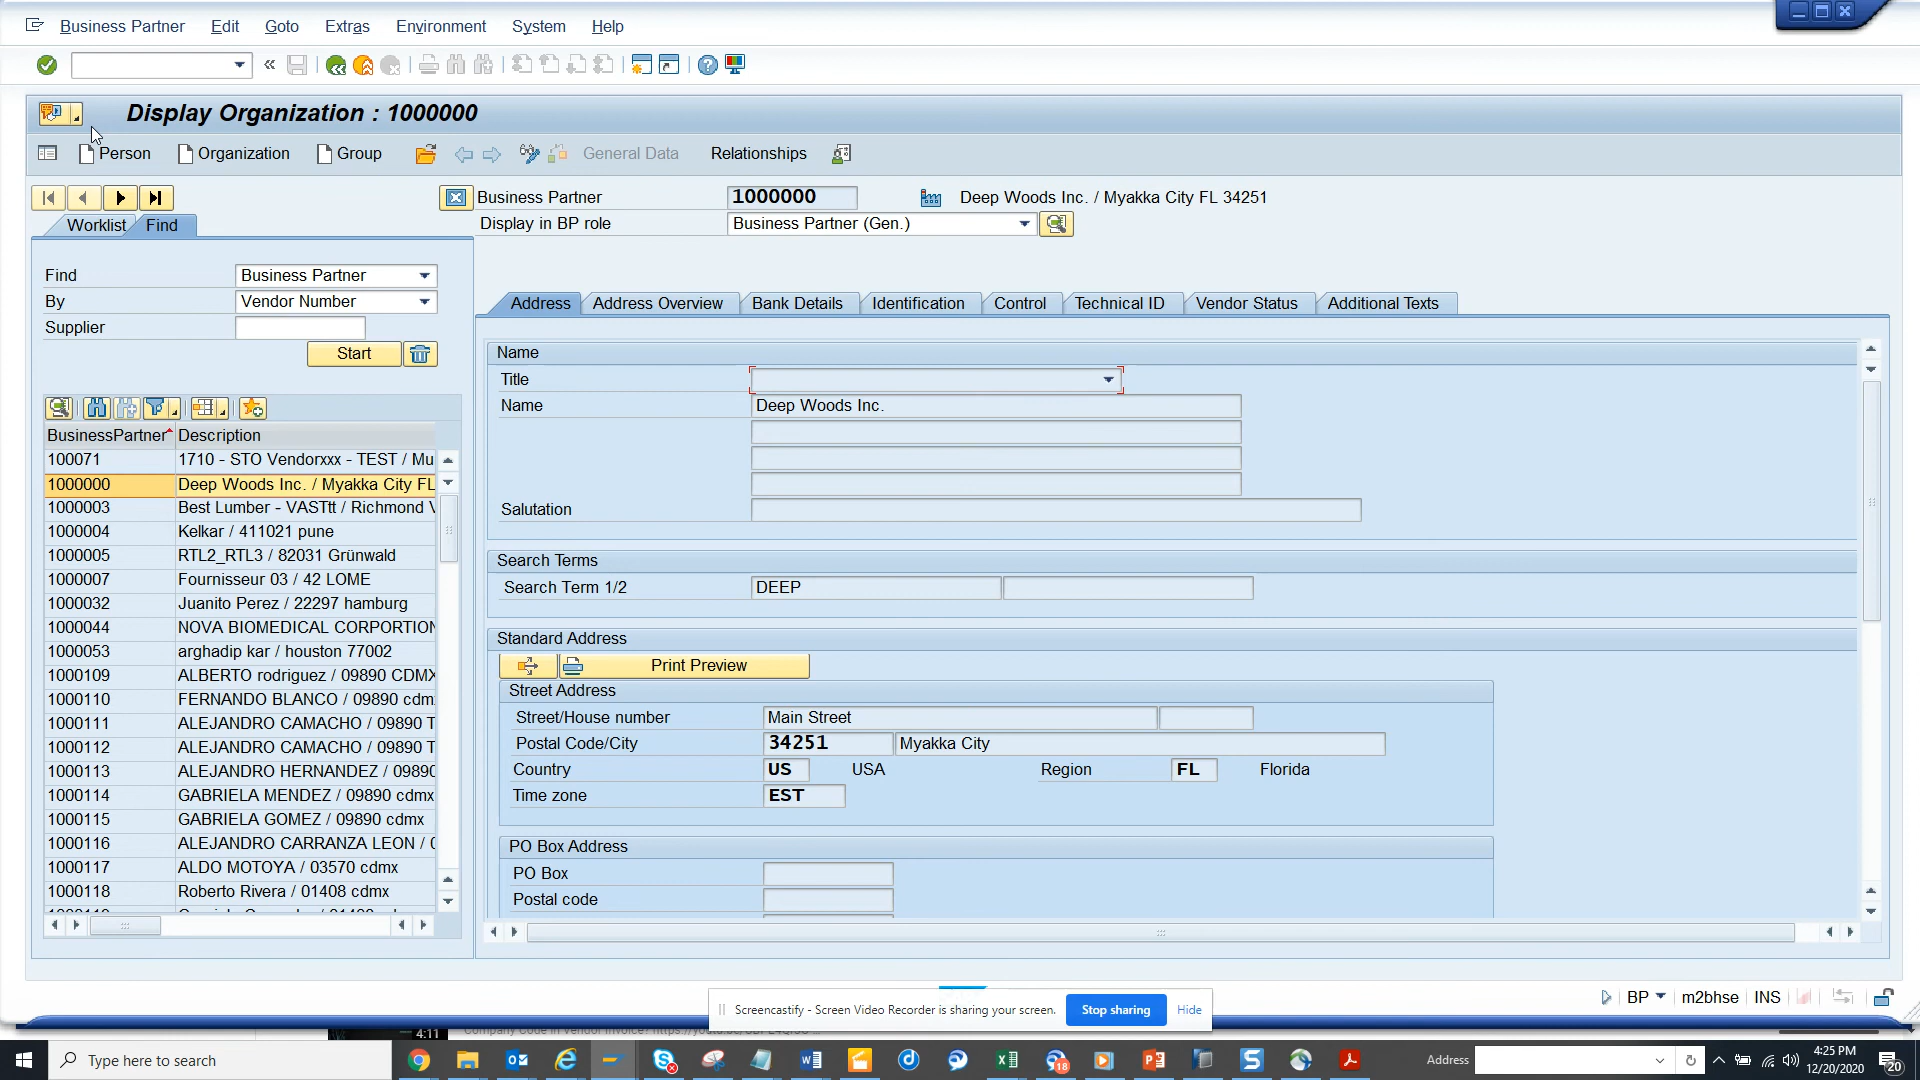 Business Partner Edit Goto Extras Environment System Help
Display Organization : 1000000
Person Organization Group General Data Relationships
Business Partner 1000000 Deep Woods Inc. / Myakka City FL 34251
Display in BP role Business Partner (Gen.)
Worklist Find
Find Business Partner
By Vendor Number
Supplier
Start
BusinessPartner Description
100071 1710 - STO Vendorxxx - TEST / Mu
1000000 Deep Woods Inc. / Myakka City FL
1000003 Best Lumber - VASTtt / Richmond V
1000004 Kelkar / 411021 pune
1000005 RTL2_RTL3 / 82031 Grünwald
1000007 Fournisseur 03 / 42 LOME
1000032 Juanito Perez / 22297 hamburg
1000044 NOVA BIOMEDICAL CORPORTION
1000053 arghadip kar / houston 77002
1000109 ALBERTO rodriguez / 09890 CDMX
1000110 FERNANDO BLANCO / 09890 cdm
1000111 ALEJANDRO CAMACHO / 09890 T
1000112 ALEJANDRO CAMACHO / 09890 T
1000113 ALEJANDRO HERNANDEZ / 09890
1000114 GABRIELA MENDEZ / 09890 cdmx
1000115 GABRIELA GOMEZ / 09890 cdmx
1000116 ALEJANDRO CARRANZA LEON / 0
1000117 ALDO MOTOYA / 03570 cdmx
1000118 Roberto Rivera / 01408 cdmx
Address Address Overview Bank Details Identification Control Technical ID Vendor Status Additional Texts
Name
Title
Name Deep Woods Inc.
Salutation
Search Terms
Search Term 1/2 DEEP
Standard Address
Print Preview
Street Address
Street/House number Main Street
Postal Code/City 34251 Myakka City
Country US USA Region FL Florida
Time zone EST
PO Box Address
PO Box
Postal code
BP m2bhse INS
Screencastify - Screen Video Recorder is sharing your screen. Stop sharing Hide
4:11
Type here to search
18
Address
4:25 PM
12/20/2020
20